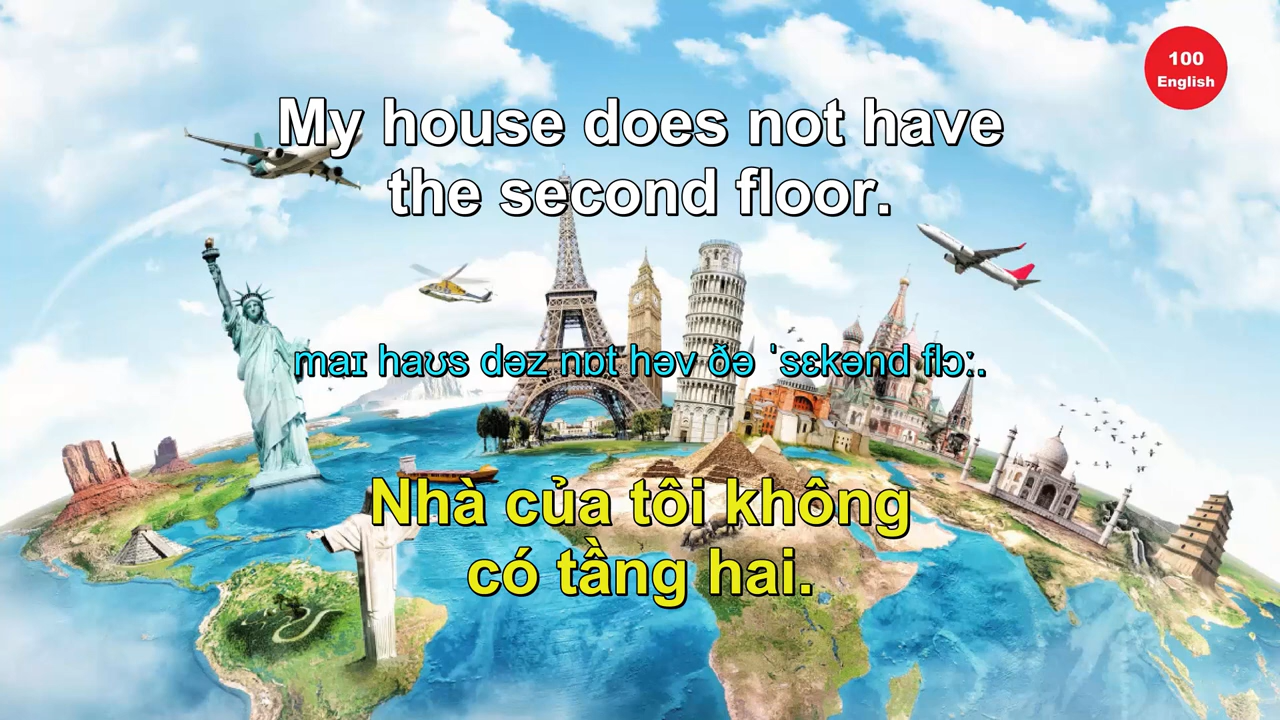 100
English
My house does not have
the second floor.
maɪ haʊs dəz nɒt həv ðə ˈsɛkənd flɔː.
Nhà của tôi không
có tầng hai.